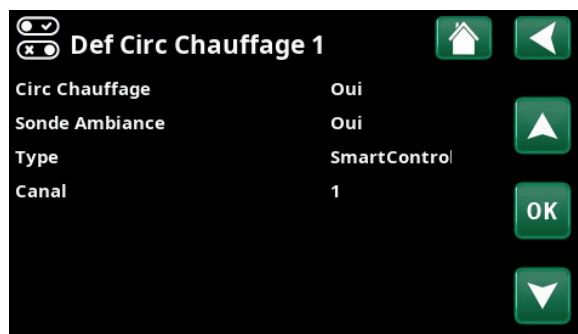 Def Circ Chauffage 1
Circ Chauffage Oui
Sonde Ambiance Oui
Type SmartControl
Canal 1
OK